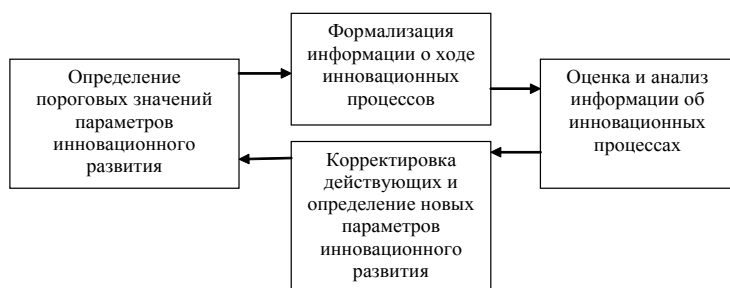 Формализация
информации о ходе
инновационных
процессов
Определение
пороговых значений
параметров
инновационного
развития
Оценка и анализ
информации об
инновационных
процессах
Корректировка
действующих и
определение новых
параметров
инновационного
развития